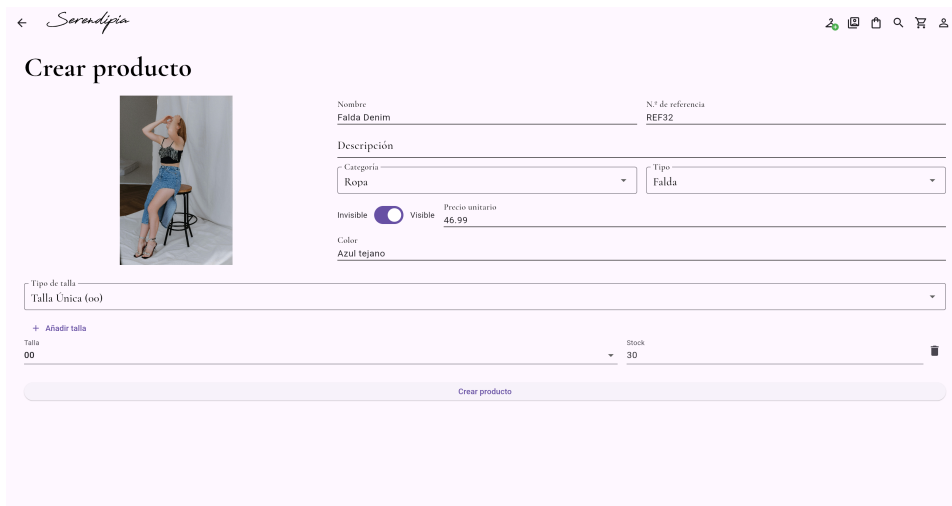 Serendipia
Crear producto
Nombre
Falda Denim
N.º de referencia
REF32
Descripción
Categoría
Ropa
Tipo
Falda
Invisible
Visible
Precio unitario
46.99
Color
Azul tejano
Tipo de talla
Talla Única (00)
+ Añadir talla
Talla
00
Stock
30
Crear producto